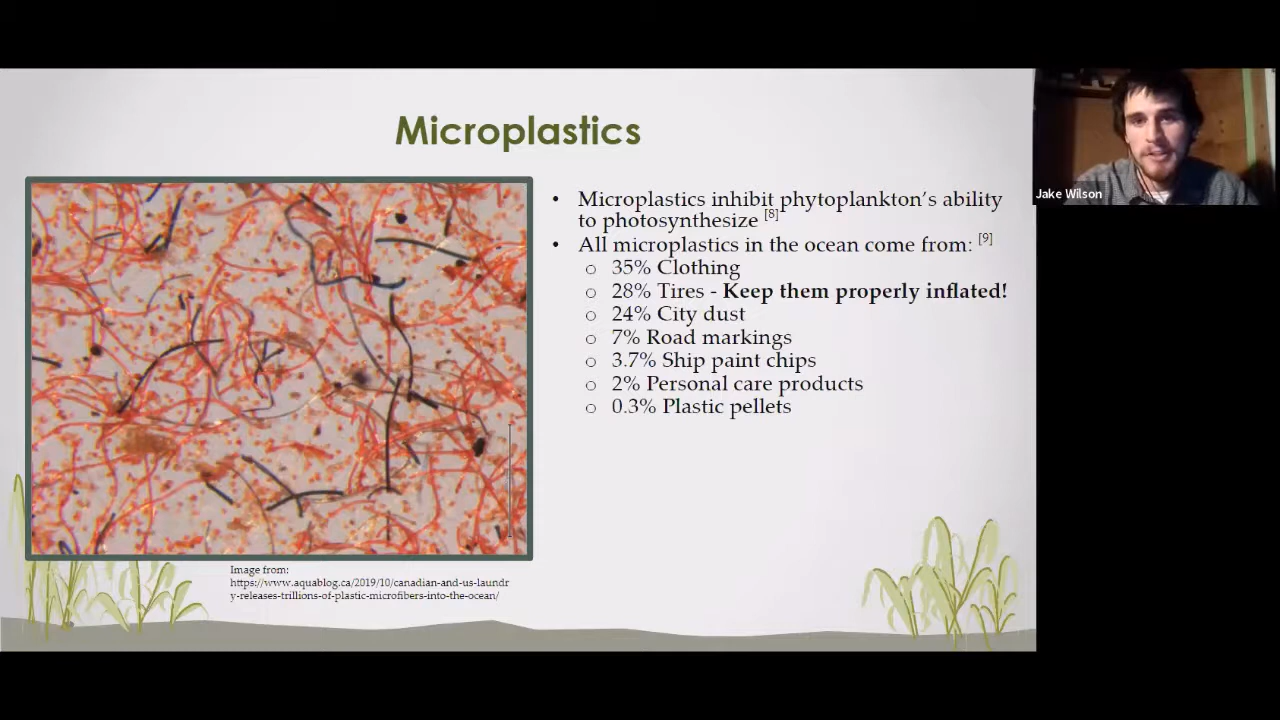 Microplastics
Jake Wilson
• Microplastics inhibit phytoplankton's ability
to photosynthesize [8]
• All microplastics in the ocean come from: [9]
o 35% Clothing
o 28% Tires - Keep them properly inflated!
o 24% City dust
o 7% Road markings
o 3.7% Ship paint chips
o 2% Personal care products
o 0.3% Plastic pellets
Image from:
https://www.aquablog.ca/2019/10/canadian-and-us-laundr
y-releases-trillions-of-plastic-microfibers-into-the-ocean/